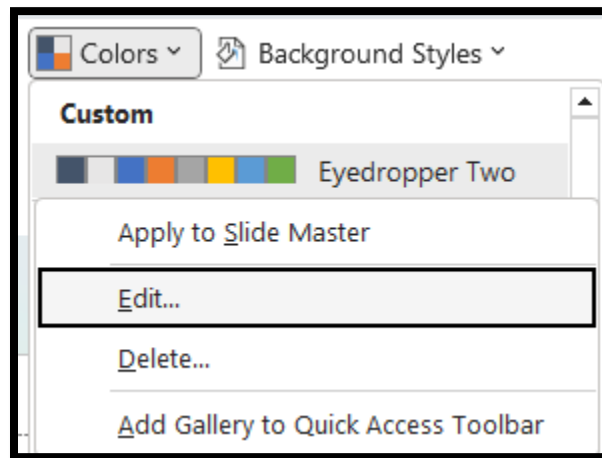 Colors Background Styles
Custom
Eyedropper Two
Apply to Slide Master
Edit...
Delete...
Add Gallery to Quick Access Toolbar